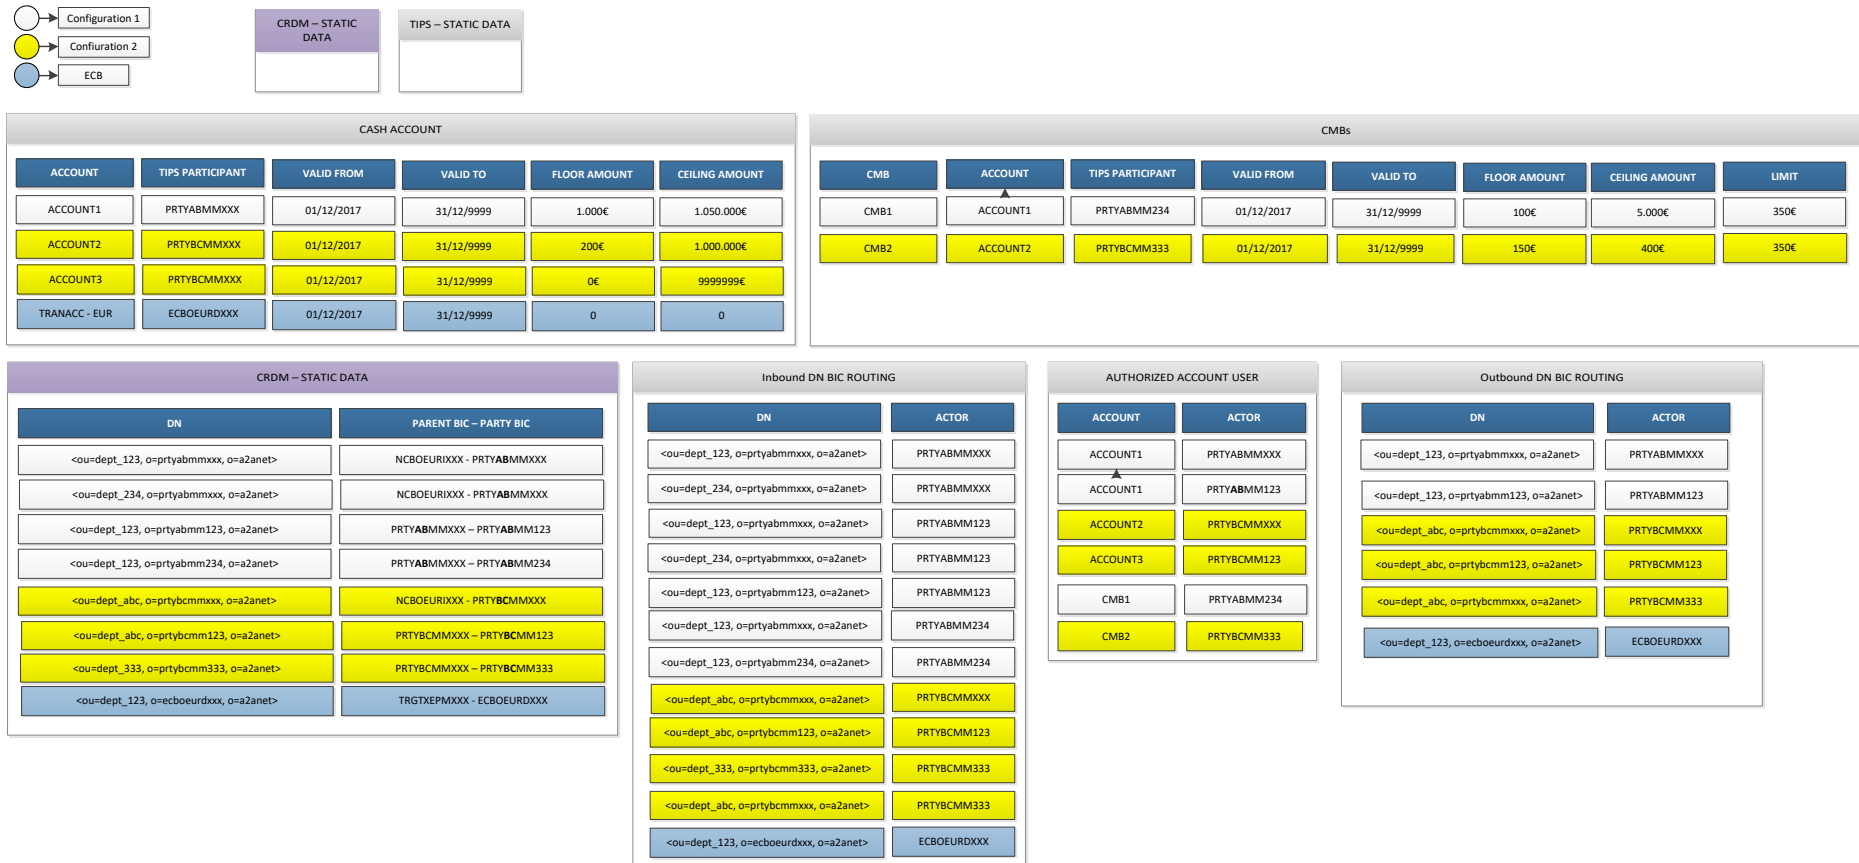 Configuration 1
Confiuration 2
ECB
CRDM – STATIC
DATA
TIPS – STATIC DATA
CASH ACCOUNT
ACCOUNT TIPS PARTICIPANT VALID FROM VALID TO FLOOR AMOUNT CEILING AMOUNT
ACCOUNT1 PRTYABMMXXX 01/12/2017 31/12/9999 1.000€ 1.050.000€
ACCOUNT2 PRTYBCMMXXX 01/12/2017 31/12/9999 200€ 1.000.000€
ACCOUNT3 PRTYBCMMXXX 01/12/2017 31/12/9999 0€ 9999999€
TRANACC - EUR ECBOEURDXXX 01/12/2017 31/12/9999 0 0
CMBs
CMB ACCOUNT TIPS PARTICIPANT VALID FROM VALID TO FLOOR AMOUNT CEILING AMOUNT LIMIT
CMB1 ACCOUNT1 PRTYABMM234 01/12/2017 31/12/9999 100€ 5.000€ 350€
CMB2 ACCOUNT2 PRTYBCMM333 01/12/2017 31/12/9999 150€ 400€ 350€
CRDM – STATIC DATA
DN PARENT BIC – PARTY BIC
<ou=dept_123, o=prtyabmmxxx, o=a2anet> NCBOEURIXXX - PRTYABMMXXX
<ou=dept_234, o=prtyabmmxxx, o=a2anet> NCBOEURIXXX - PRTYABMMXXX
<ou=dept_123, o=prtyabmm123, o=a2anet> PRTYABMMXXX – PRTYABMM123
<ou=dept_123, o=prtyabmm234, o=a2anet> PRTYABMMXXX – PRTYABMM234
<ou=dept_abc, o=prtybcmmxxx, o=a2anet> NCBOEURIXXX - PRTYBCMMXXX
<ou=dept_abc, o=prtybcmm123, o=a2anet> PRTYBCMMXXX – PRTYBCMM123
<ou=dept_333, o=prtybcmm333, o=a2anet> PRTYBCMMXXX – PRTYBCMM333
<ou=dept_123, o=ecboeurdxxx, o=a2anet> TRGTXEPMXXX - ECBOEURDXXX
Inbound DN BIC ROUTING
DN ACTOR
<ou=dept_123, o=prtyabmmxxx, o=a2anet> PRTYABMMXXX
<ou=dept_234, o=prtyabmmxxx, o=a2anet> PRTYABMMXXX
<ou=dept_123, o=prtyabmmxxx, o=a2anet> PRTYABMM123
<ou=dept_234, o=prtyabmmxxx, o=a2anet> PRTYABMM123
<ou=dept_123, o=prtyabmm123, o=a2anet> PRTYABMM123
<ou=dept_123, o=prtyabmmxxx, o=a2anet> PRTYABMM234
<ou=dept_123, o=prtyabmm234, o=a2anet> PRTYABMM234
<ou=dept_abc, o=prtybcmmxxx, o=a2anet> PRTYBCMMXXX
<ou=dept_abc, o=prtybcmm123, o=a2anet> PRTYBCMM123
<ou=dept_333, o=prtybcmm333, o=a2anet> PRTYBCMM333
<ou=dept_abc, o=prtybcmmxxx, o=a2anet> PRTYBCMM333
<ou=dept_123, o=ecboeurdxxx, o=a2anet> ECBOEURDXXX
AUTHORIZED ACCOUNT USER
ACCOUNT ACTOR
ACCOUNT1 PRTYABMMXXX
ACCOUNT1 PRTYABMM123
ACCOUNT2 PRTYBCMMXXX
ACCOUNT3 PRTYBCMM123
CMB1 PRTYABMM234
CMB2 PRTYBCMM333
Outbound DN BIC ROUTING
DN ACTOR
<ou=dept_123, o=prtyabmmxxx, o=a2anet> PRTYABMMXXX
<ou=dept_123, o=prtyabmm123, o=a2anet> PRTYABMM123
<ou=dept_abc, o=prtybcmmxxx, o=a2anet> PRTYBCMMXXX
<ou=dept_abc, o=prtybcmm123, o=a2anet> PRTYBCMM123
<ou=dept_abc, o=prtybcmmxxx, o=a2anet> PRTYBCMM333
<ou=dept_123, o=ecboeurdxxx, o=a2anet> ECBOEURDXXX